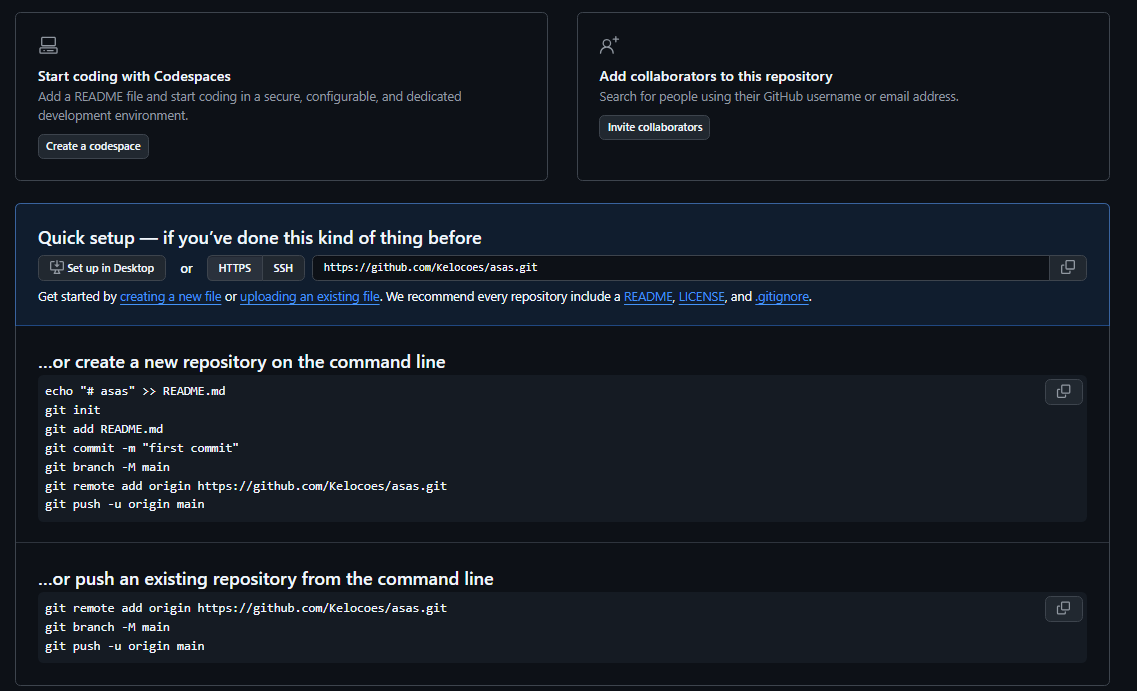 Start coding with Codespaces
Add a README file and start coding in a secure, configurable, and dedicated
development environment.
Create a codespace
Add collaborators to this repository
Search for people using their GitHub username or email address.
Invite collaborators
Quick setup — if you’ve done this kind of thing before
Set up in Desktop or HTTPS SSH https://github.com/Kelocoes/asas.git
Get started by creating a new file or uploading an existing file. We recommend every repository include a README, LICENSE, and .gitignore.
...or create a new repository on the command line
echo "# asas" >> README.md
git init
git add README.md
git commit -m "first commit"
git branch -M main
git remote add origin https://github.com/Kelocoes/asas.git
git push -u origin main
...or push an existing repository from the command line
git remote add origin https://github.com/Kelocoes/asas.git
git branch -M main
git push -u origin main